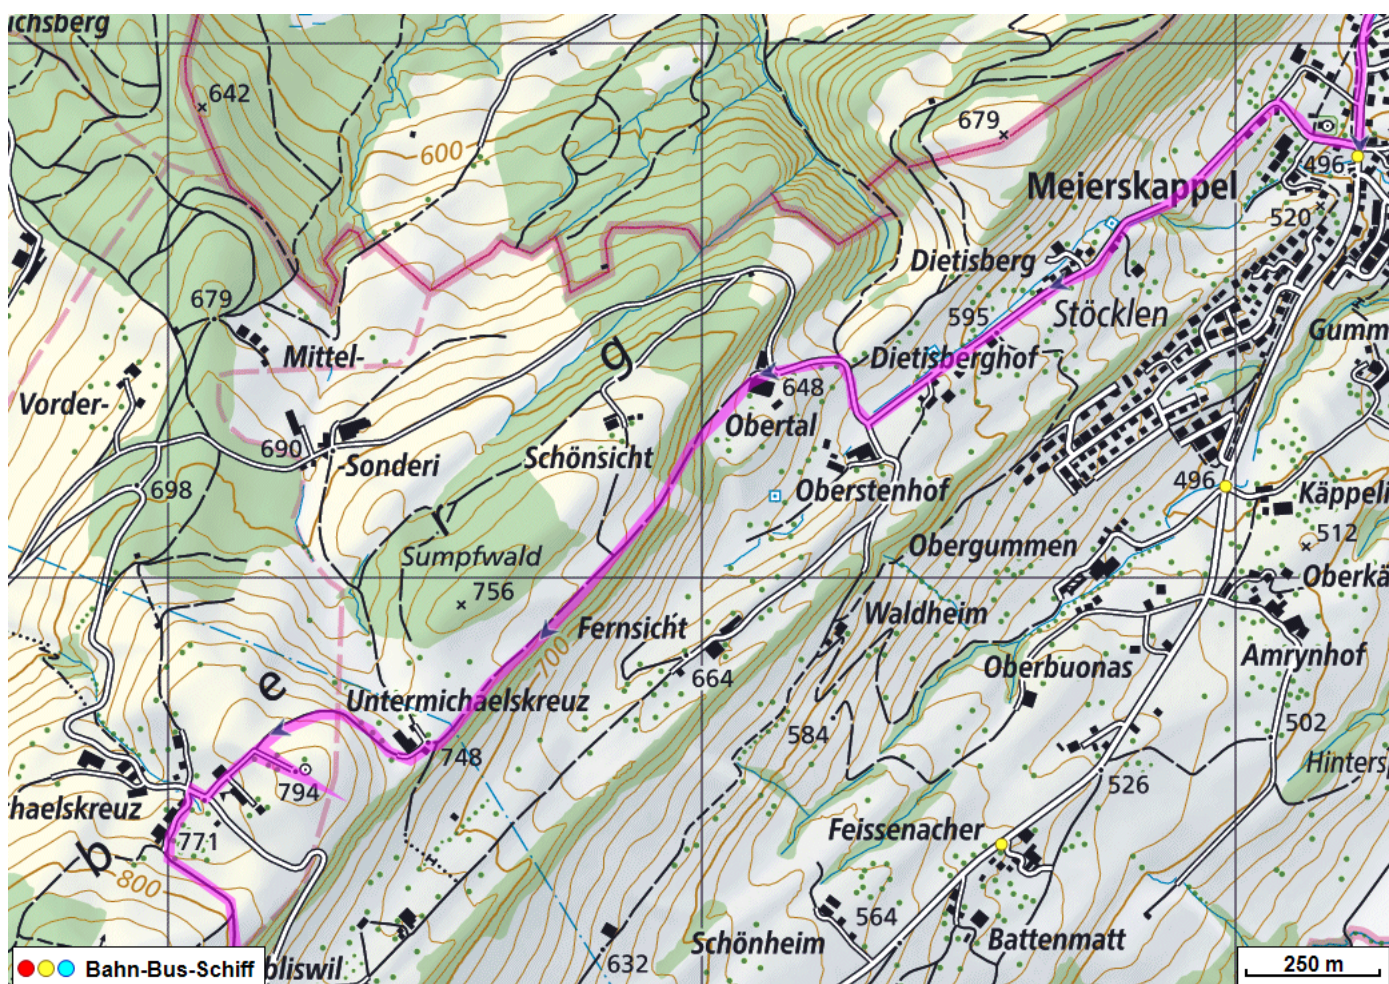 ichsberg
642
679
600
Meierskappel
496
520
679
Dietisberg
595
Stöcklen
Gumm
Mittel-
g
Dietisberghof
648
Vorder-
Obertal
690
-Sonderi
Schönsicht
698
Oberstenhof
496
Käppeli
r
512
Sumpfwald
Obergummen
756
Oberkä
Waldheim
Fernsicht
700
664
Oberbuonas
Amrynhof
e
Untermichaelskreuz
584
502
748
Hintersp
794
526
haelskreuz
771
Feissenacher
b
800
564
Schönheim
Battenmatt
632
Bahn-Bus-Schiff
bliswil
250 m